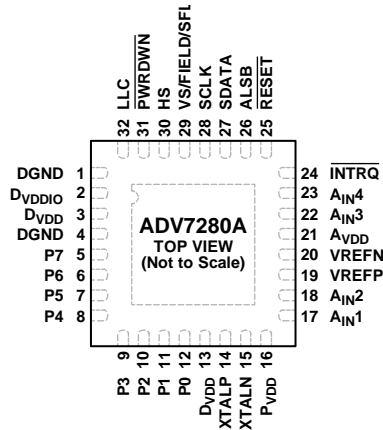 32 LLC
31 PWRDWN
30 HS
29 VS/FIELD/SFL
28 SCLK
27 SDATA
26 ALSB
25 RESET
DGND 1
DVDDIO 2
DVDD 3
DGND 4
P7 5
P6 6
P5 7
P4 8
ADV7280A
TOP VIEW
(Not to Scale)
24 INTRQ
23 AIN4
22 AIN3
21 AVDD
20 VREFN
19 VREFP
18 AIN2
17 AIN1
P3 9
P2 10
P1 11
P0 12
DVDD 13
XTALP 14
XTALN 15
PVDD 16